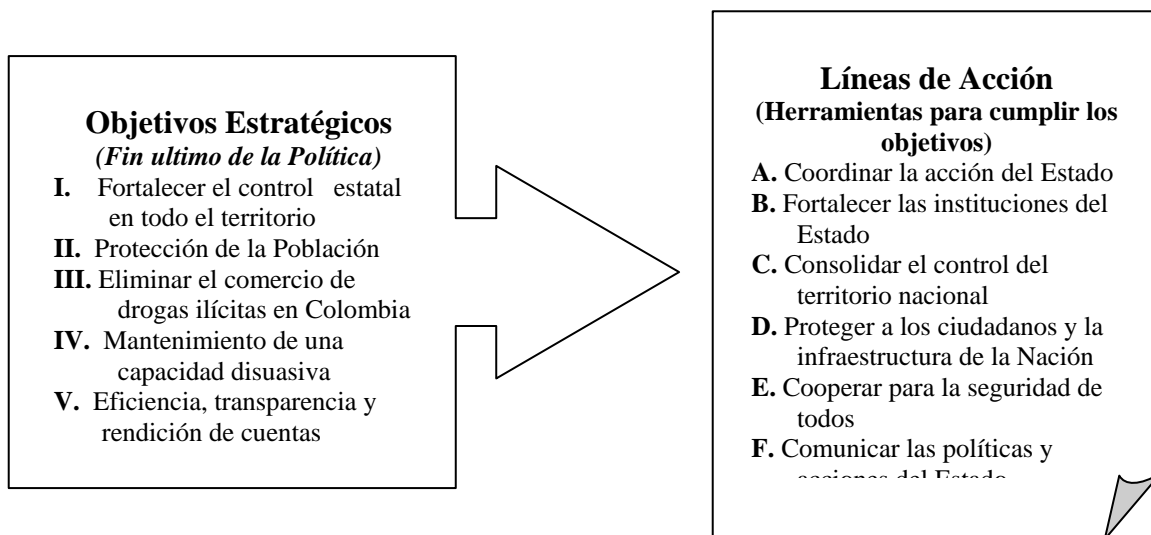 Objetivos Estratégicos
(Fin ultimo de la Política)
I. Fortalecer el control estatal
en todo el territorio
II. Protección de la Población
III. Eliminar el comercio de
drogas ilícitas en Colombia
IV. Mantenimiento de una
capacidad disuasiva
V. Eficiencia, transparencia y
rendición de cuentas
Líneas de Acción
(Herramientas para cumplir los
objetivos)
A. Coordinar la acción del Estado
B. Fortalecer las instituciones del
Estado
C. Consolidar el control del
territorio nacional
D. Proteger a los ciudadanos y la
infraestructura de la Nación
E. Cooperar para la seguridad de
todos
F. Comunicar las políticas y
acciones del Estado